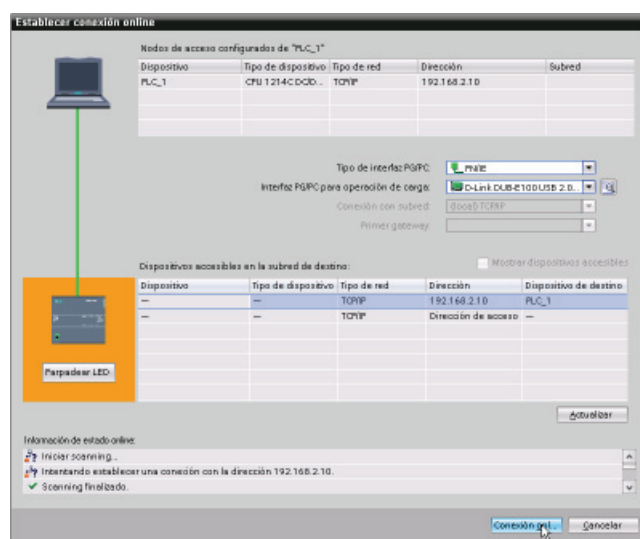 Establecer conexión online
Nodos de acceso configurados de "PLC_1"
Dispositivo Tipo de dispositivo Tipo de red Dirección Subred
PLC_1 CPU 1214C DC/D... TCP/IP 192.168.2.10
Tipo de interfaz PG/PC: PN/IE
Interfaz PG/PC para operación de carga: D-Link DUB-E100 USB 2.0...
Conexión con subred: (local) TCP/IP
Primer gateway:
Dispositivos accesibles en la subred de destino: Mostrar dispositivos accesibles
Dispositivo Tipo de dispositivo Tipo de red Dirección Dispositivo de destino
— — TCP/IP 192.168.2.10 PLC_1
— — TCP/IP Dirección de acceso —
Parpadear LED
Actualizar
Información de estado online:
Iniciar scanning...
Intentando establecer una conexión con la dirección 192.168.2.10.
Scanning finalizado.
Conexión onl... Cancelar